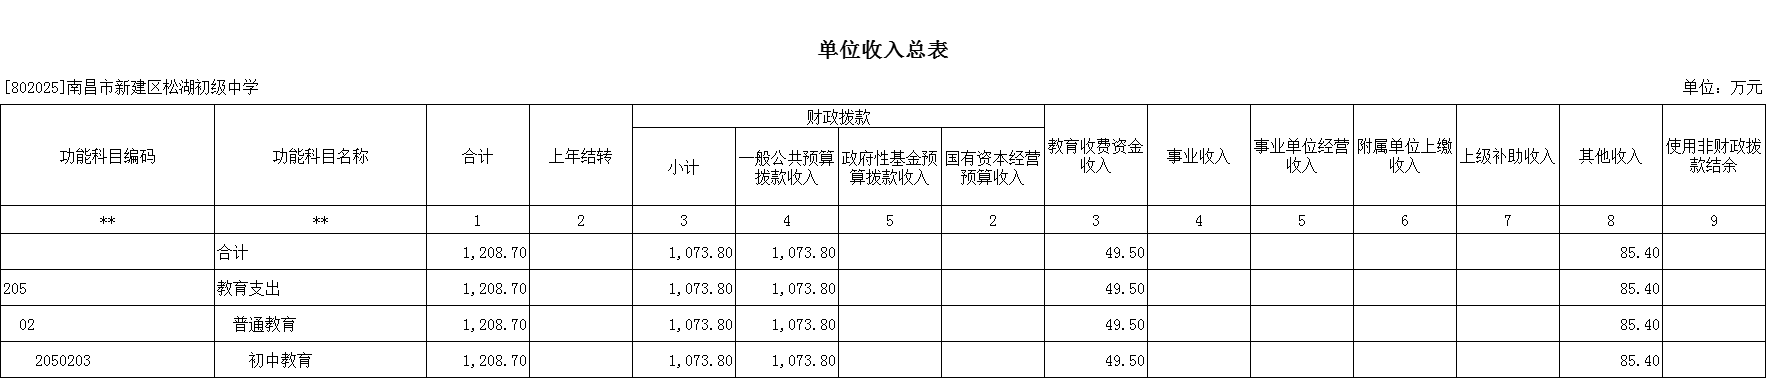 单位收入总表
[802025]南昌市新建区松湖初级中学 单位：万元
功能科目编码 功能科目名称 合计 上年结转 财政拨款 教育收费资金收入 事业收入 事业单位经营收入 附属单位上缴收入 上级补助收入 其他收入 使用非财政拨款结余
小计 一般公共预算拨款收入 政府性基金预算拨款收入 国有资本经营预算收入
** ** 1 2 3 4 5 2 3 4 5 6 7 8 9
合计 1,208.70 1,073.80 1,073.80 49.50 85.40
205 教育支出 1,208.70 1,073.80 1,073.80 49.50 85.40
02 普通教育 1,208.70 1,073.80 1,073.80 49.50 85.40
2050203 初中教育 1,208.70 1,073.80 1,073.80 49.50 85.40